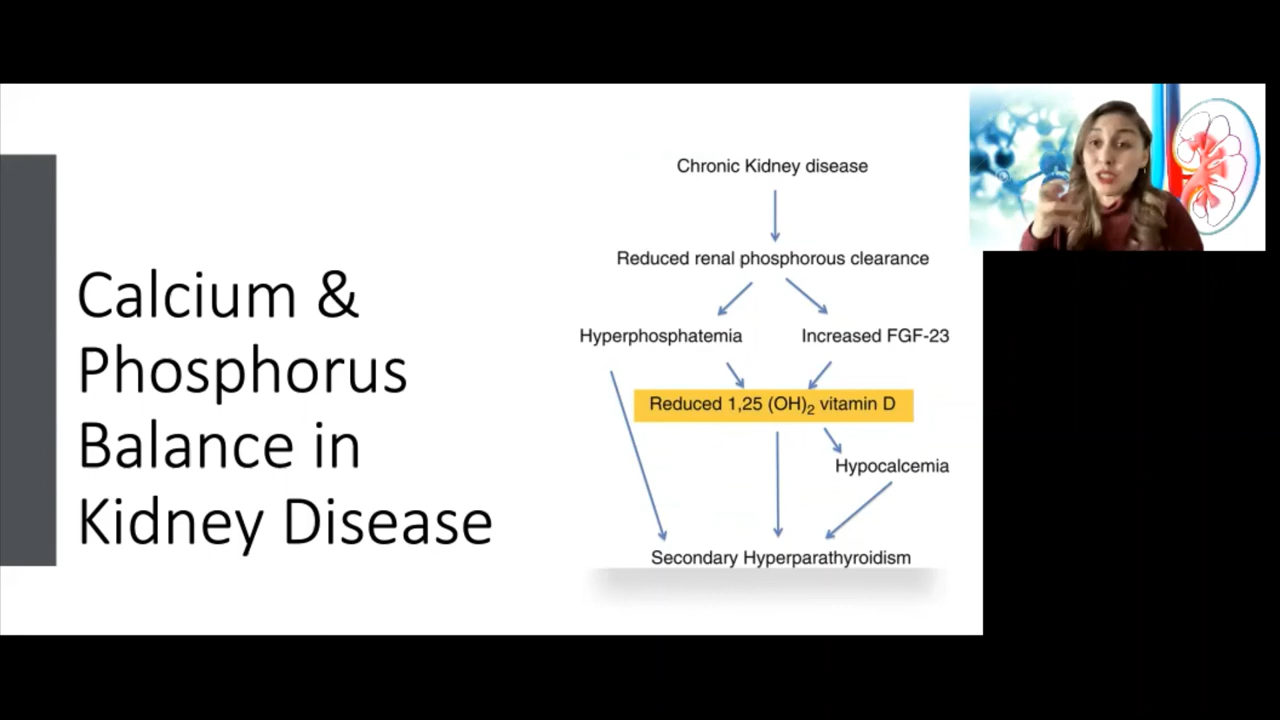 Calcium &
Phosphorus
Balance in
Kidney Disease
Chronic Kidney disease
Reduced renal phosphorous clearance
Hyperphosphatemia
Increased FGF-23
Reduced 1,25 (OH)₂ vitamin D
Hypocalcemia
Secondary Hyperparathyroidism